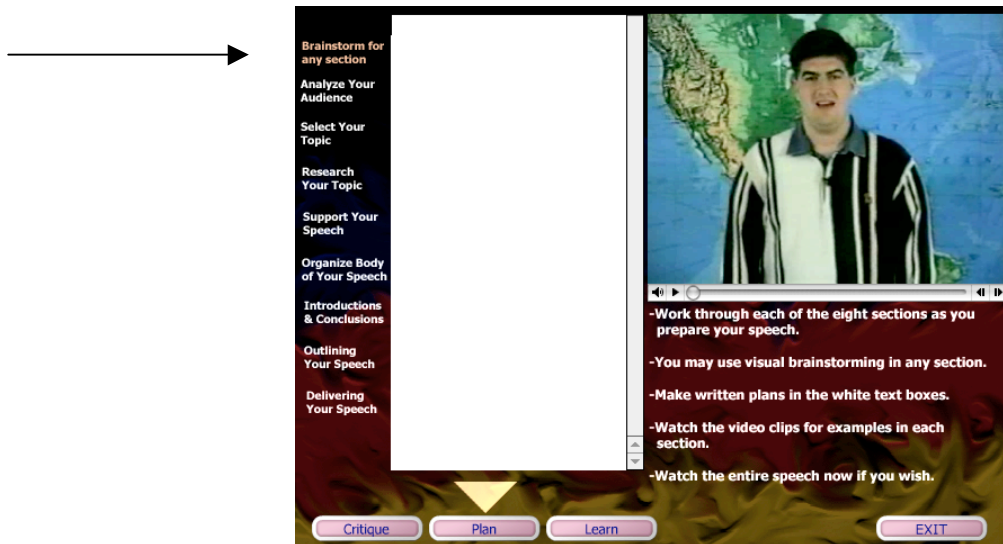 Brainstorm for
any section
Analyze Your
Audience
Select Your
Topic
Research
Your Topic
Support Your
Speech
Organize Body
of Your Speech
Introductions
& Conclusions
Outlining
Your Speech
Delivering
Your Speech
-Work through each of the eight sections as you
prepare your speech.
-You may use visual brainstorming in any section.
-Make written plans in the white text boxes.
-Watch the video clips for examples in each
section.
-Watch the entire speech now if you wish.
Critique
Plan
Learn
EXIT